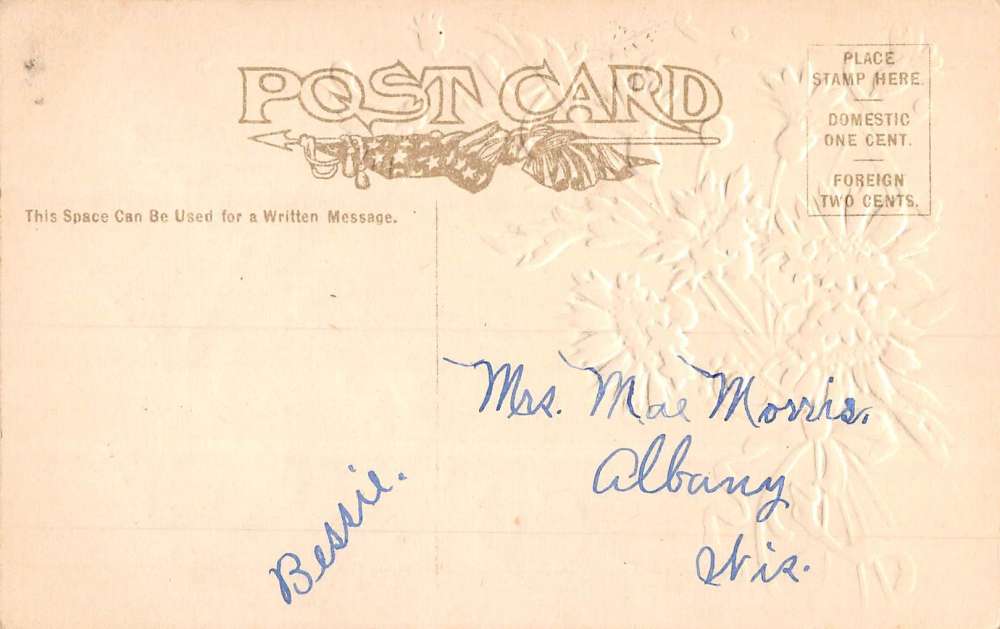 POST CARD
PLACE
STAMP HERE.
DOMESTIC
ONE CENT.
FOREIGN
TWO CENTS.
This Space Can Be Used for a Written Message.
Mrs. Mae Morris.
Albany
Wis.
Bessie.